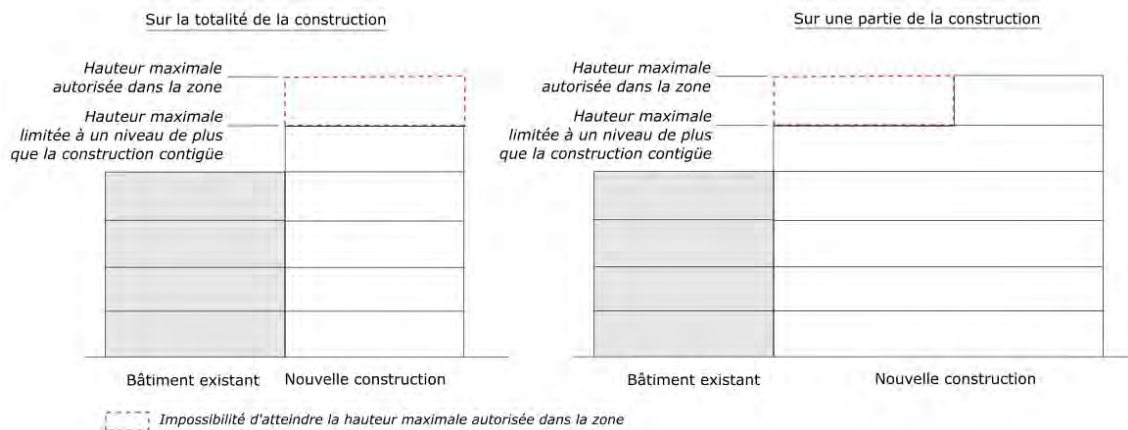 Sur la totalité de la construction
Hauteur maximale
autorisée dans la zone
Hauteur maximale
limitée à un niveau de plus
que la construction contigüe
Bâtiment existant
Nouvelle construction
Sur une partie de la construction
Hauteur maximale
autorisée dans la zone
Hauteur maximale
limitée à un niveau de plus
que la construction contigüe
Bâtiment existant
Nouvelle construction
Impossibilité d'atteindre la hauteur maximale autorisée dans la zone